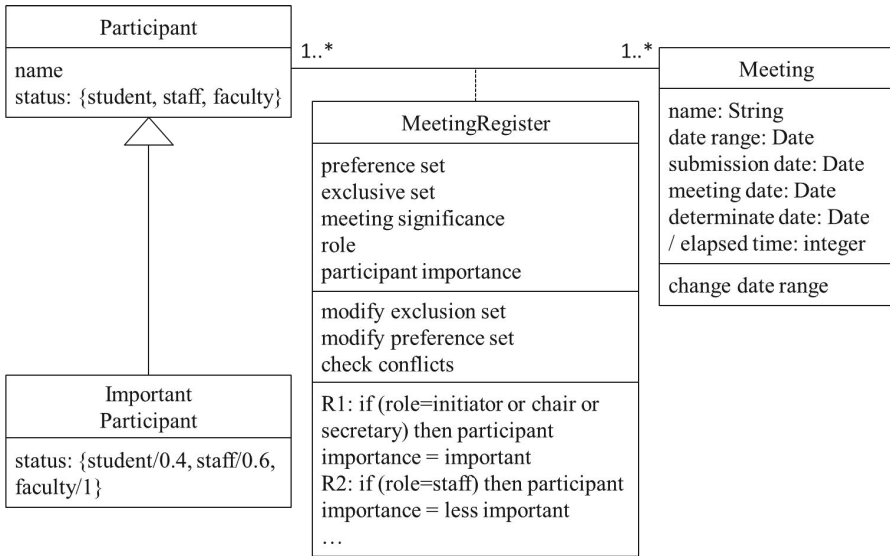 Participant
name
status: {student, staff, faculty}
1..*
1..*
Meeting
name: String
date range: Date
submission date: Date
meeting date: Date
determinate date: Date
/ elapsed time: integer
change date range
MeetingRegister
preference set
exclusive set
meeting significance
role
participant importance
modify exclusion set
modify preference set
check conflicts
R1: if (role=initiator or chair or
secretary) then participant
importance = important
R2: if (role=staff) then participant
importance = less important
…
Important
Participant
status: {student/0.4, staff/0.6,
faculty/1}